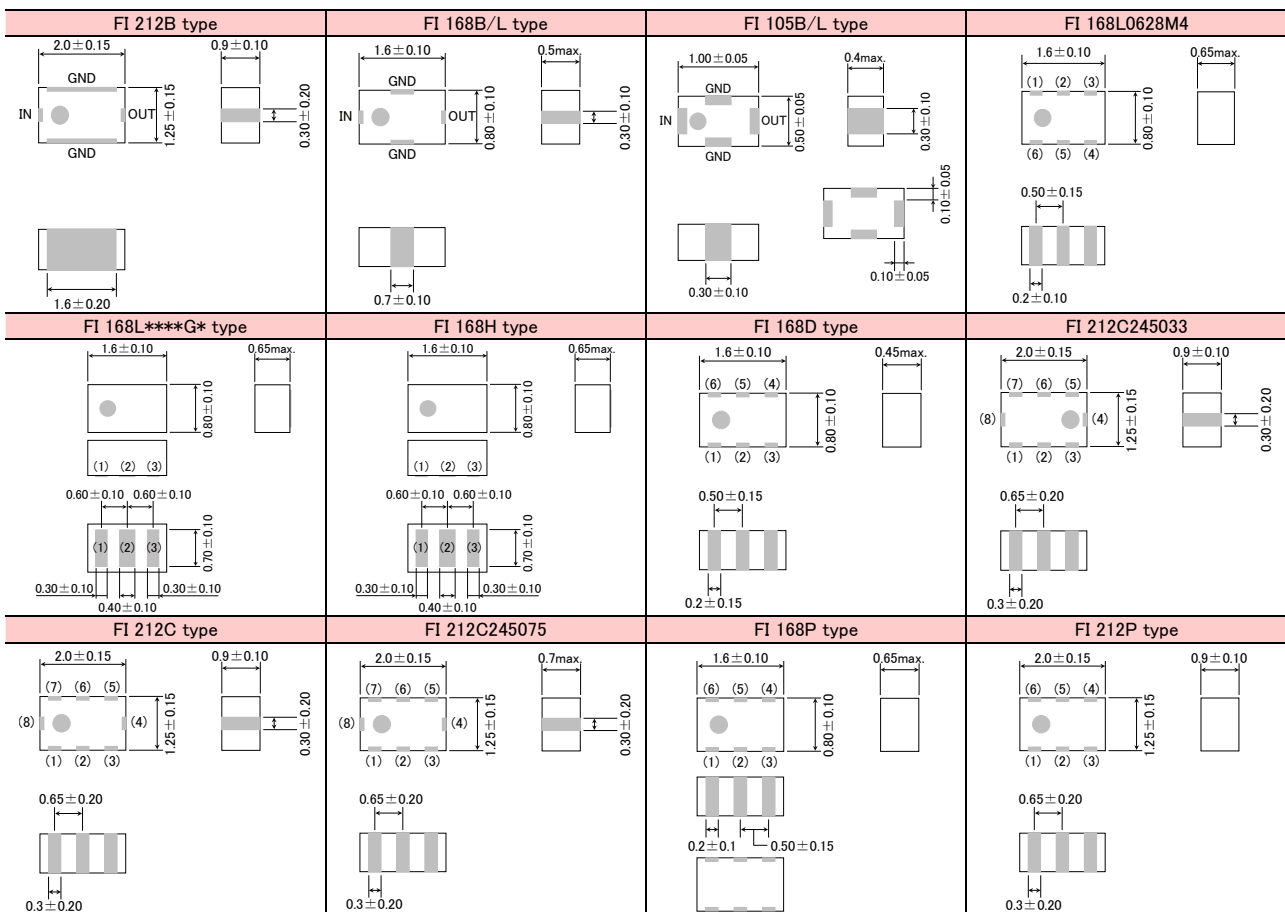 FI 212B type
2.0±0.15
0.9±0.10
GND
IN
OUT
GND
1.25±0.15
0.30±0.20
1.6±0.20
FI 168B/L type
1.6±0.10
0.5max.
GND
IN
OUT
GND
0.80±0.10
0.30±0.10
0.7±0.10
FI 105B/L type
1.00±0.05
0.4max.
GND
IN
OUT
GND
0.50±0.05
0.30±0.10
0.10±0.05
0.10±0.05
0.30±0.10
FI 168L0628M4
1.6±0.10
0.65max.
(1) (2) (3)
(6) (5) (4)
0.80±0.10
0.50±0.15
0.2±0.10
FI 168L****G* type
1.6±0.10
0.65max.
0.80±0.10
(1) (2) (3)
0.60±0.10 0.60±0.10
(1) (2) (3)
0.70±0.10
0.30±0.10 0.30±0.10
0.40±0.10
FI 168H type
1.6±0.10
0.65max.
0.80±0.10
(1) (2) (3)
0.60±0.10 0.60±0.10
(1) (2) (3)
0.70±0.10
0.30±0.10 0.30±0.10
0.40±0.10
FI 168D type
1.6±0.10
0.45max.
(6) (5) (4)
(1) (2) (3)
0.80±0.10
0.50±0.15
0.2±0.15
FI 212C245033
2.0±0.15
0.9±0.10
(7) (6) (5)
(8)
(4)
(1) (2) (3)
1.25±0.15
0.30±0.20
0.65±0.20
0.3±0.20
FI 212C type
2.0±0.15
0.9±0.10
(7) (6) (5)
(8)
(4)
(1) (2) (3)
1.25±0.15
0.30±0.20
0.65±0.20
0.3±0.20
FI 212C245075
2.0±0.15
0.7max.
(7) (6) (5)
(8)
(4)
(1) (2) (3)
1.25±0.15
0.30±0.20
0.65±0.20
0.3±0.20
FI 168P type
1.6±0.10
0.65max.
(6) (5) (4)
(1) (2) (3)
0.80±0.10
0.2±0.1
0.50±0.15
FI 212P type
2.0±0.15
0.9±0.10
(6) (5) (4)
(1) (2) (3)
1.25±0.15
0.65±0.20
0.3±0.20